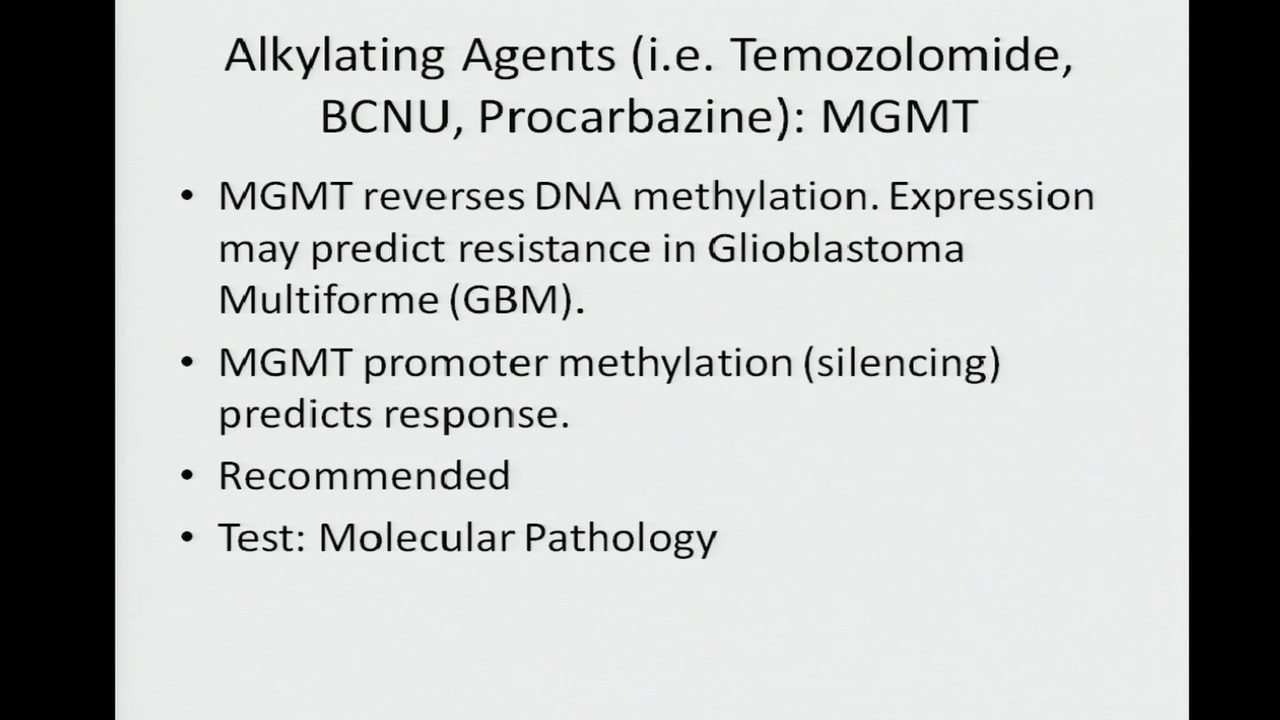 Alkylating Agents (i.e. Temozolomide,
BCNU, Procarbazine): MGMT
• MGMT reverses DNA methylation. Expression
may predict resistance in Glioblastoma
Multiforme (GBM).
• MGMT promoter methylation (silencing)
predicts response.
• Recommended
• Test: Molecular Pathology